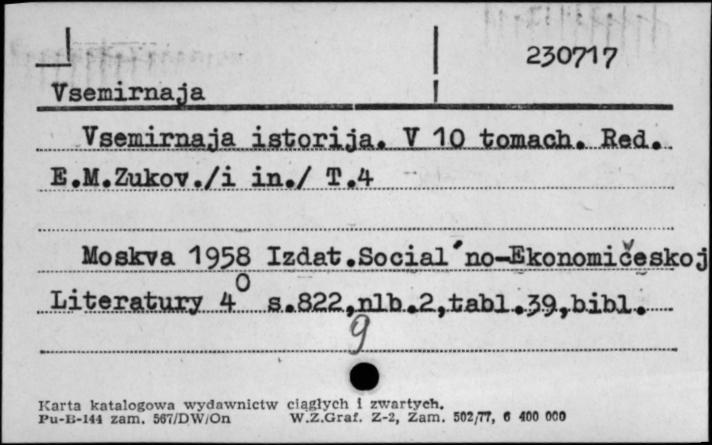 230717
Vsemirnaja
Vsemirnaja istorija. V 10 tomach. Red.
E.M.Zukov./i in./ T.4
Moskva 1958 Izdat.Social'no-Ekonomičeskoj
Literatury 4° s.822,nlb.2,tabl.39,bibl.
9
Karta katalogowa wydawnictw ciągłych i zwartych.
Pu-B-144 zam. 567/DW/On W.Z.Graf. Z-2, Zam. 502/77, 6 400 000